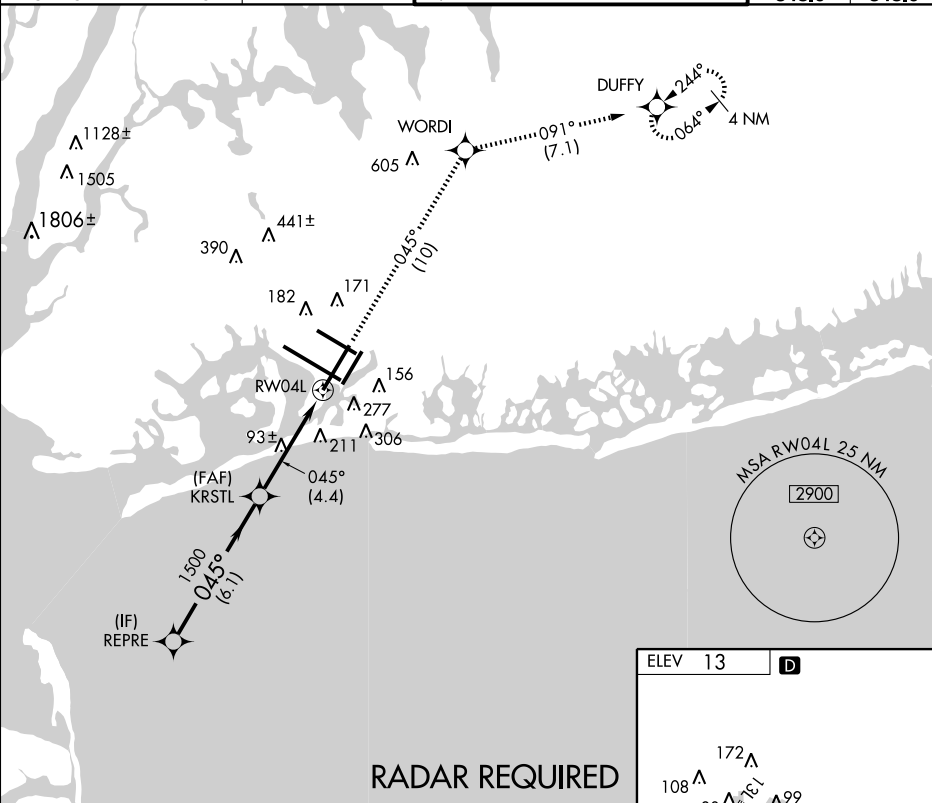 DUFFY
244°
064°
4 NM
WORDI
091°
(7.1)
605
1128±
1505
1806±
441±
390
045°
(10)
182
171
RW04L
156
277
306
93±
211
(FAF)
KRSTL
045°
(4.4)
1500
045°
(6.1)
(IF)
REPRE
MSA RW04L 25 NM
2900
ELEV 13
D
172
108
13L
99
RADAR REQUIRED